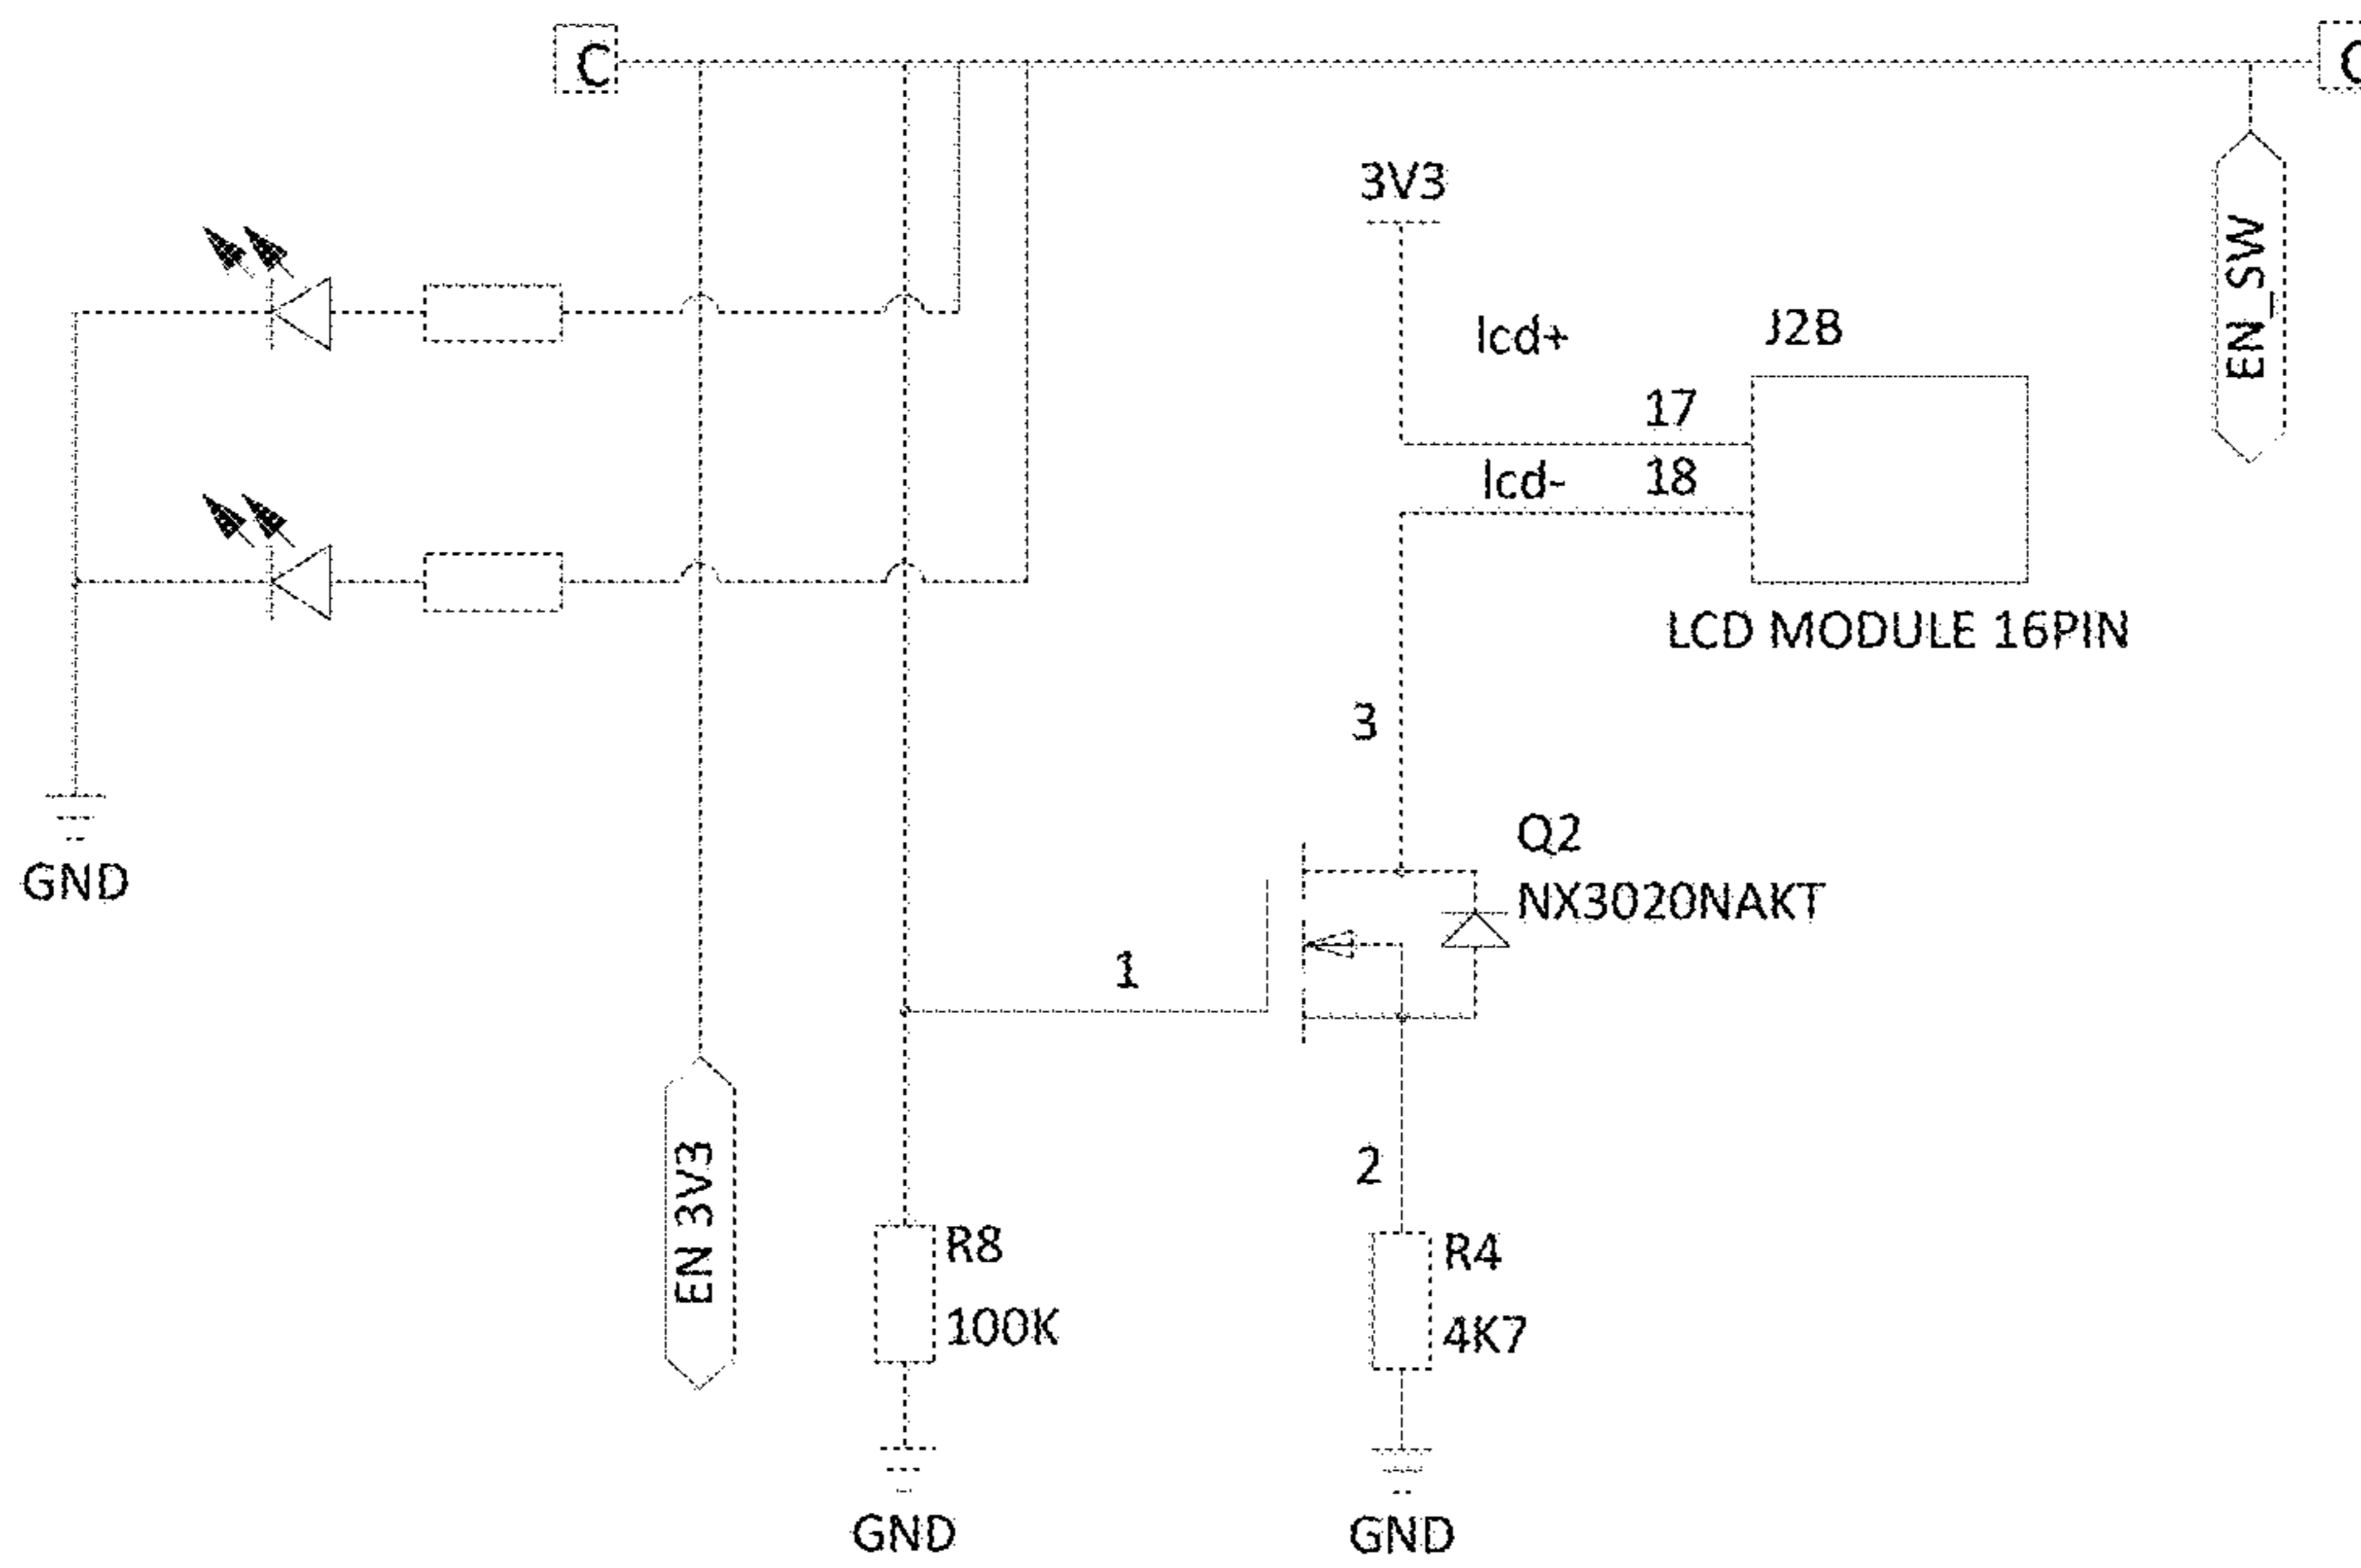 C
C
3V3
EN_SW
lcd+
J2B
17
lcd-
18
LCD MODULE 16PIN
3
Q2
NX3020NAKT
GND
1
2
EN 3V3
R8
100K
R4
4K7
GND
GND